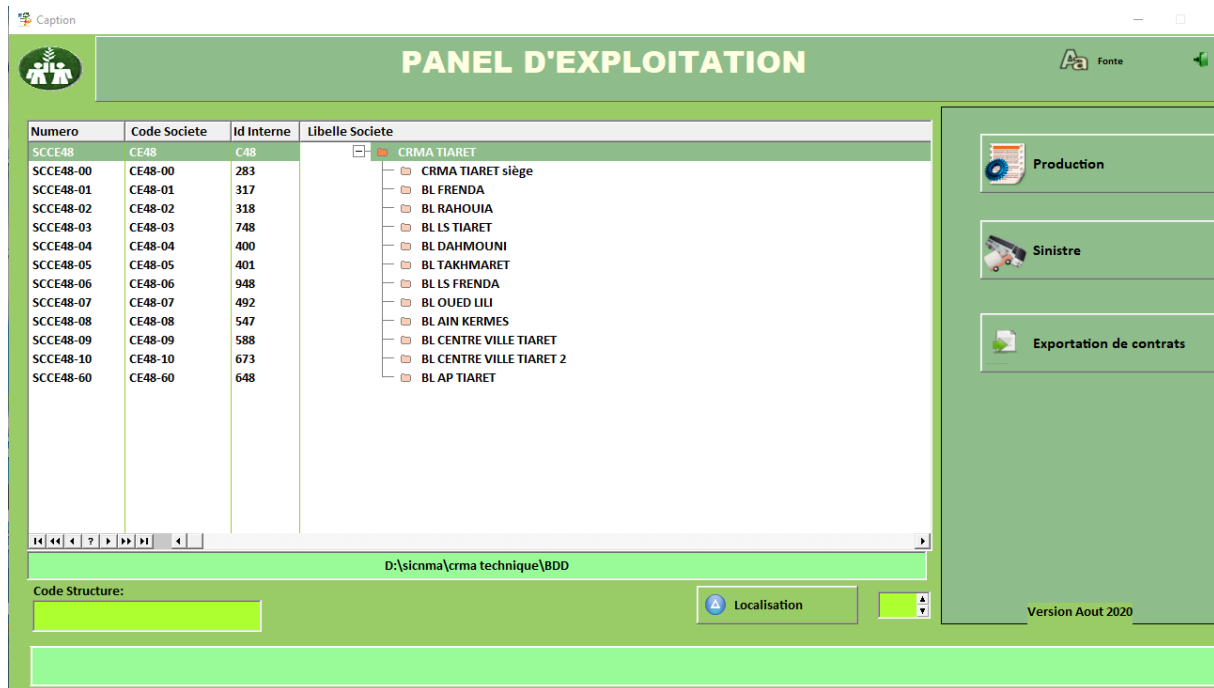 Caption
PANEL D'EXPLOITATION
Fonte
Numero Code Societe Id Interne Libelle Societe
SCCE48 CE48 C48 CRMA TIARET
SCCE48-00 CE48-00 283 CRMA TIARET siège
SCCE48-01 CE48-01 317 BL FRENDA
SCCE48-02 CE48-02 318 BL RAHOUIA
SCCE48-03 CE48-03 748 BL LS TIARET
SCCE48-04 CE48-04 400 BL DAHMOUNI
SCCE48-05 CE48-05 401 BL TAKHMARET
SCCE48-06 CE48-06 948 BL LS FRENDA
SCCE48-07 CE48-07 492 BL OUED LILI
SCCE48-08 CE48-08 547 BL AIN KERMES
SCCE48-09 CE48-09 588 BL CENTRE VILLE TIARET
SCCE48-10 CE48-10 673 BL CENTRE VILLE TIARET 2
SCCE48-60 CE48-60 648 BL AP TIARET
?
D:\sicnma\crma technique\BDD
Code Structure:
Localisation
Production
Sinistre
Exportation de contrats
Version Aout 2020